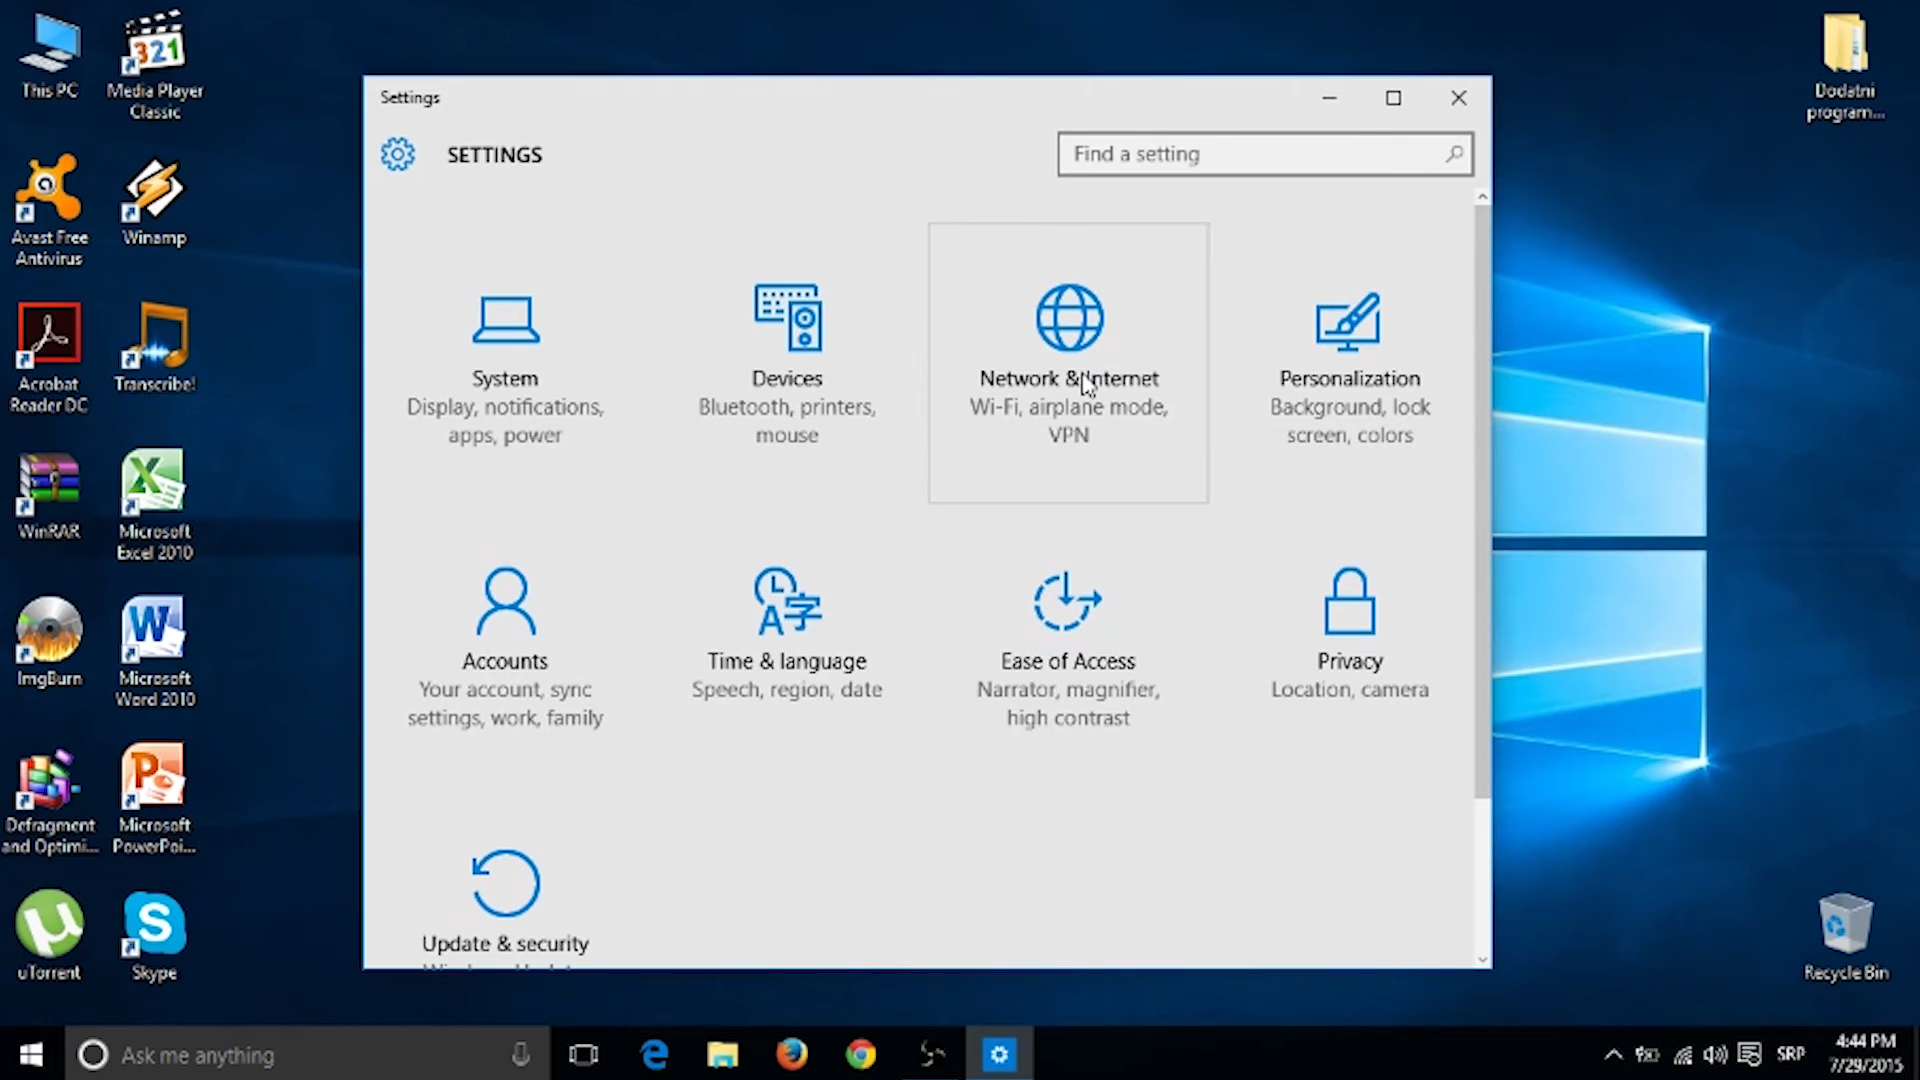 This PC
Media Player
Classic
Avast Free
Antivirus
Winamp
Acrobat
Reader DC
Transcribe!
WinRAR
Microsoft
Excel 2010
ImgBurn
Microsoft
Word 2010
Defragment
and Optimi...
Microsoft
PowerPoi...
uTorrent
Skype
Dodatni
program...
Recycle Bin
Settings
SETTINGS
Find a setting
System
Display, notifications,
apps, power
Devices
Bluetooth, printers,
mouse
Network & Internet
Wi-Fi, airplane mode,
VPN
Personalization
Background, lock
screen, colors
Accounts
Your account, sync
settings, work, family
Time & language
Speech, region, date
Ease of Access
Narrator, magnifier,
high contrast
Privacy
Location, camera
Update & security
Ask me anything
SRP
4:44 PM
7/29/2015